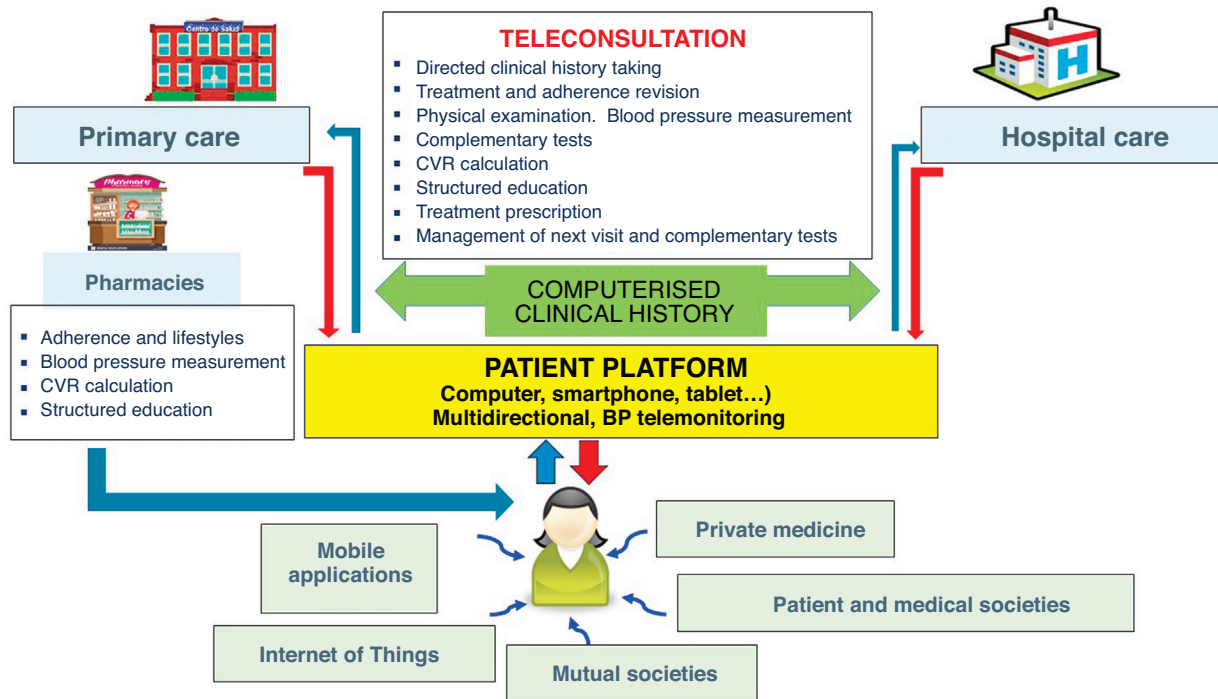 Centro de Salud
Primary care
Pharmacy
Pharmacies
▪ Adherence and lifestyles
▪ Blood pressure measurement
▪ CVR calculation
▪ Structured education
TELECONSULTATION
▪ Directed clinical history taking
▪ Treatment and adherence revision
▪ Physical examination. Blood pressure measurement
▪ Complementary tests
▪ CVR calculation
▪ Structured education
▪ Treatment prescription
▪ Management of next visit and complementary tests
H
Hospital care
COMPUTERISED
CLINICAL HISTORY
PATIENT PLATFORM
Computer, smartphone, tablet…)
Multidirectional, BP telemonitoring
Mobile
applications
Internet of Things
Mutual societies
Private medicine
Patient and medical societies